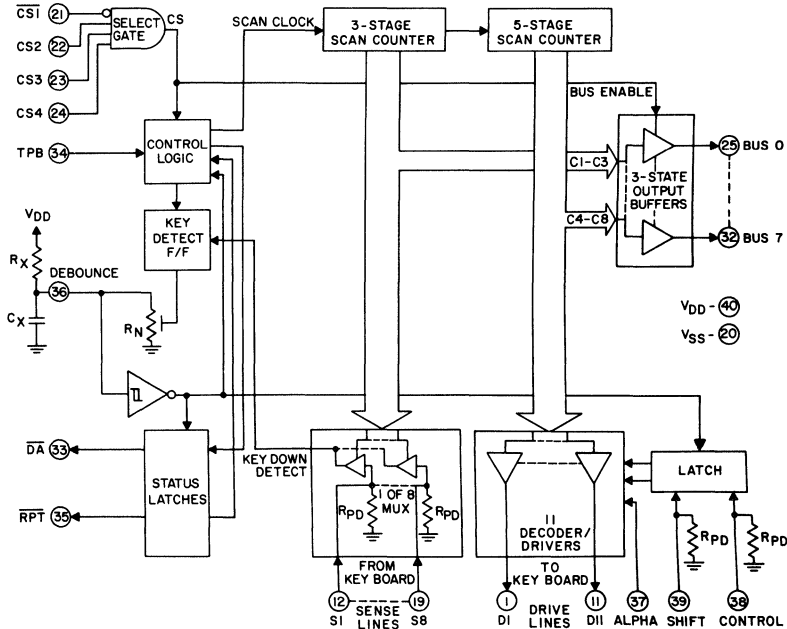 CS1 21
CS2 22
CS3 23
CS4 24
SELECT
GATE
CS
SCAN CLOCK
3-STAGE
SCAN COUNTER
5-STAGE
SCAN COUNTER
BUS ENABLE
TPB 34
CONTROL
LOGIC
C1-C3
3-STATE
OUTPUT
BUFFERS
25 BUS 0
C4-C8
32 BUS 7
VDD
RX
KEY
DETECT
F/F
DEBOUNCE
36
CX
RN
VDD-40
VSS-20
DA 33
RPT 35
STATUS
LATCHES
KEY DOWN
DETECT
1 OF 8
MUX
RPD
RPD
11
DECODER/
DRIVERS
LATCH
RPD
RPD
FROM
KEY BOARD
TO
KEY BOARD
12 19
S1 SENSE S8
LINES
1 11 37 39 38
D1 DRIVE D11 ALPHA SHIFT CONTROL
LINES